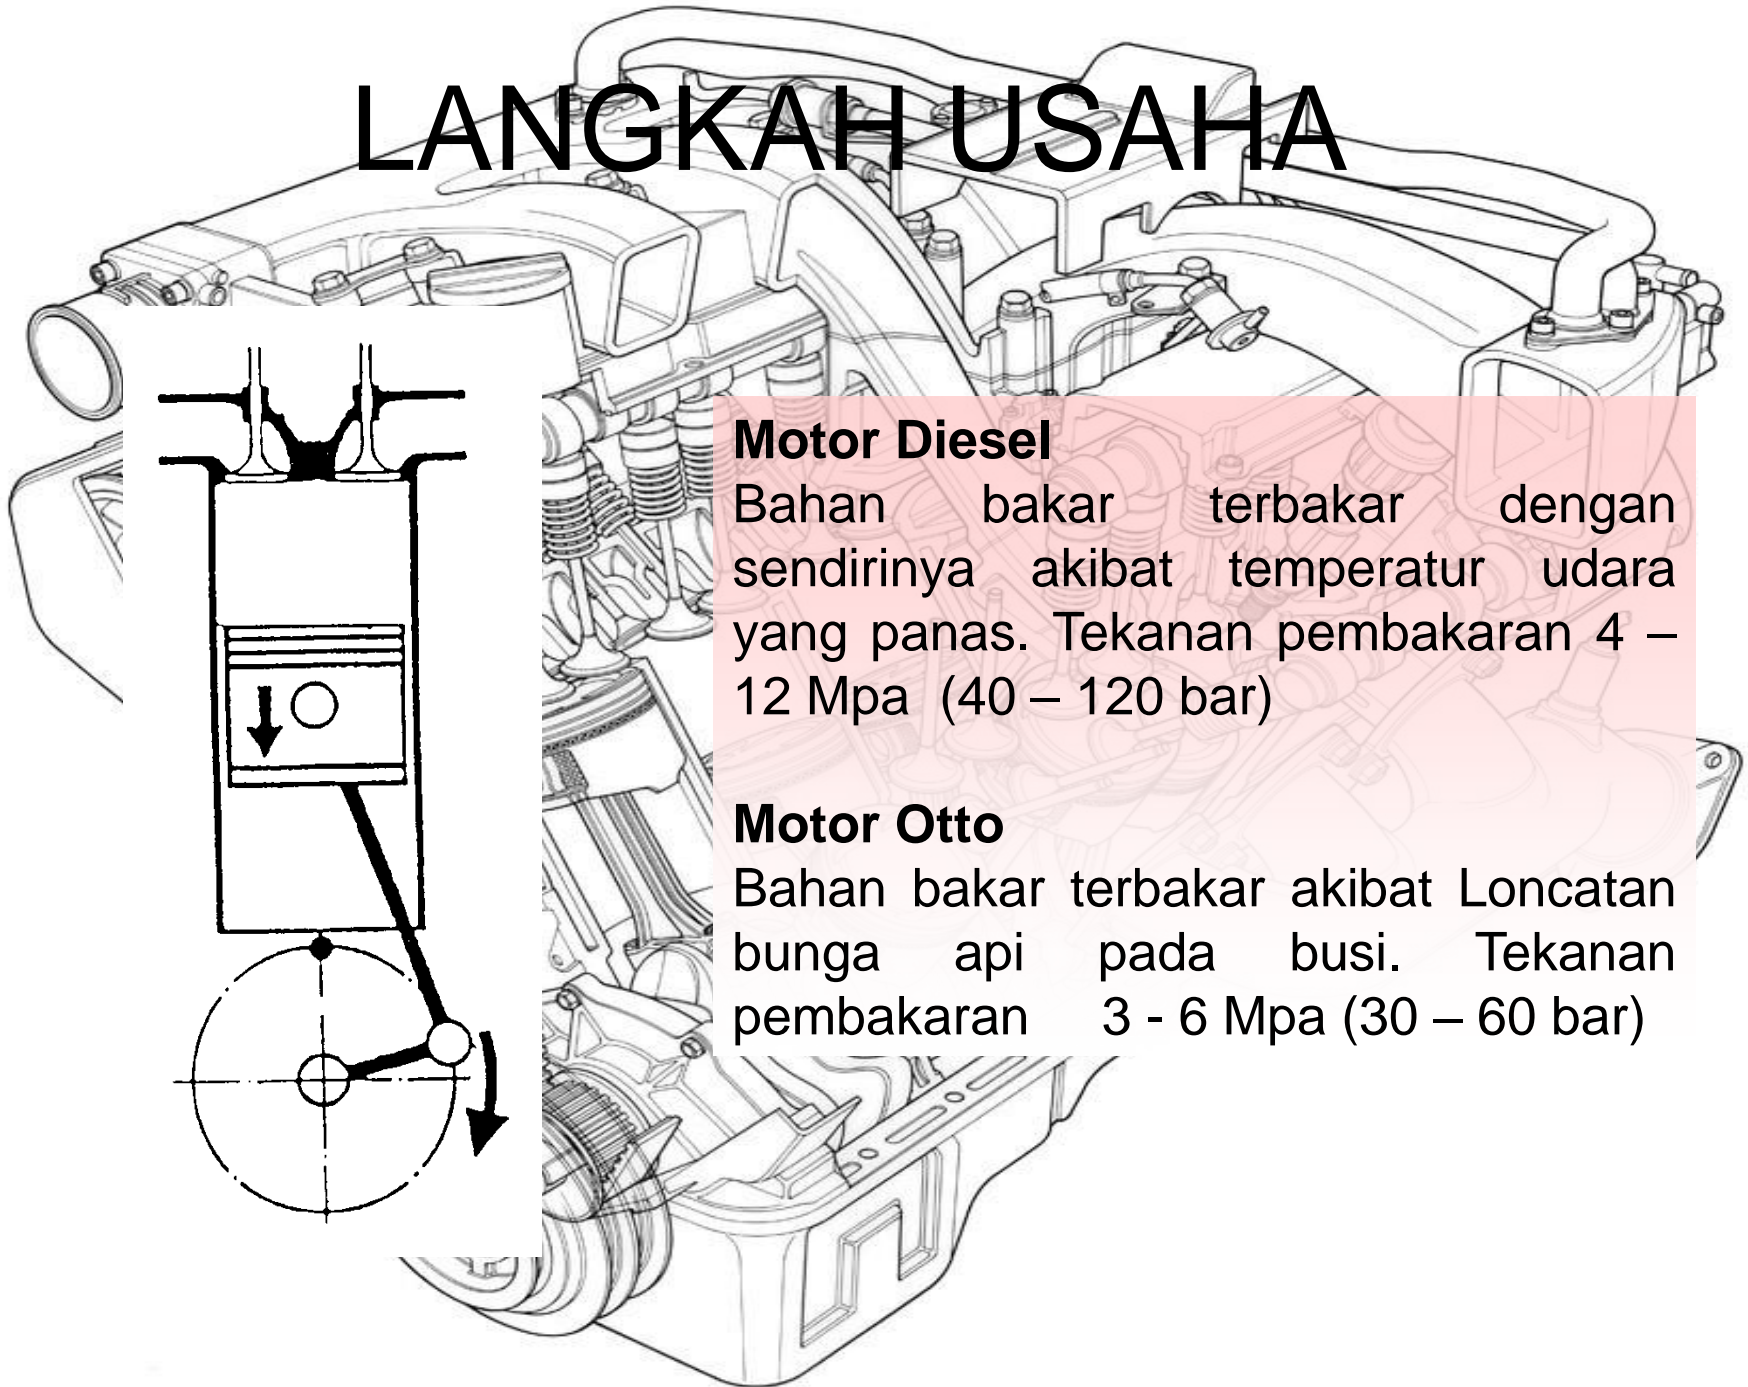 LANGKAH USAHA
Motor Diesel
Bahan bakar terbakar dengan
sendirinya akibat temperatur udara
yang panas. Tekanan pembakaran 4 –
12 Mpa (40 – 120 bar)
Motor Otto
Bahan bakar terbakar akibat Loncatan
bunga api pada busi. Tekanan
pembakaran 3 - 6 Mpa (30 – 60 bar)